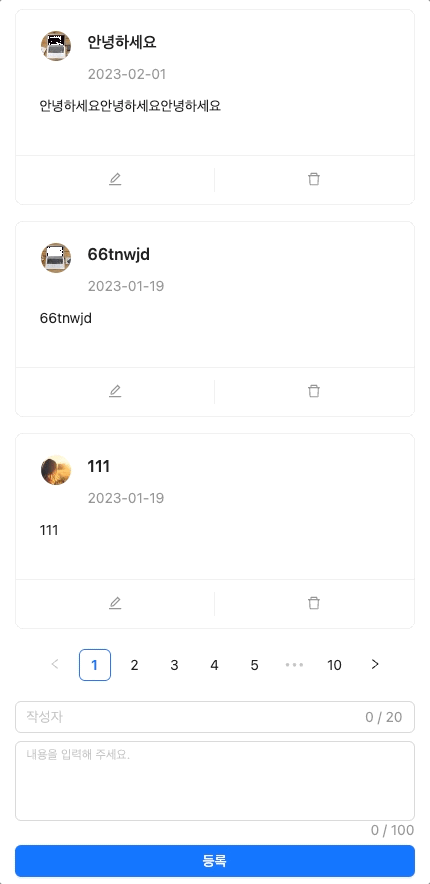 안녕하세요
2023-02-01
안녕하세요안녕하세요안녕하세요
66tnwjd
2023-01-19
66tnwjd
111
2023-01-19
111
< 1 2 3 4 5 ••• 10 >
작성자 0 / 20
내용을 입력해 주세요.
0 / 100
등록